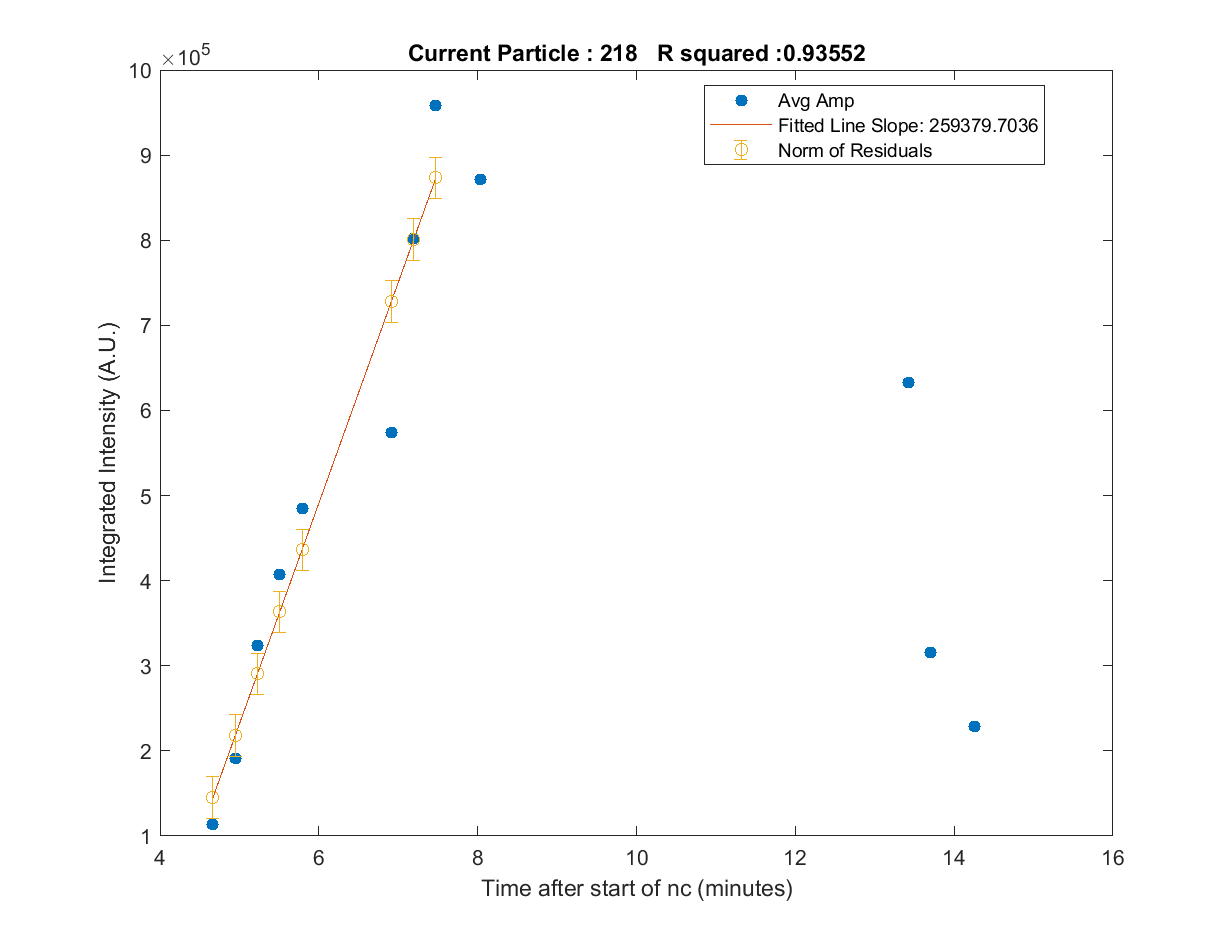 Current Particle : 218 R squared :0.93552
×10^5
10
9
8
7
6
5
4
3
2
1
Integrated Intensity (A.U.)
Avg Amp
Fitted Line Slope: 259379.7036
Norm of Residuals
4 6 8 10 12 14 16
Time after start of nc (minutes)